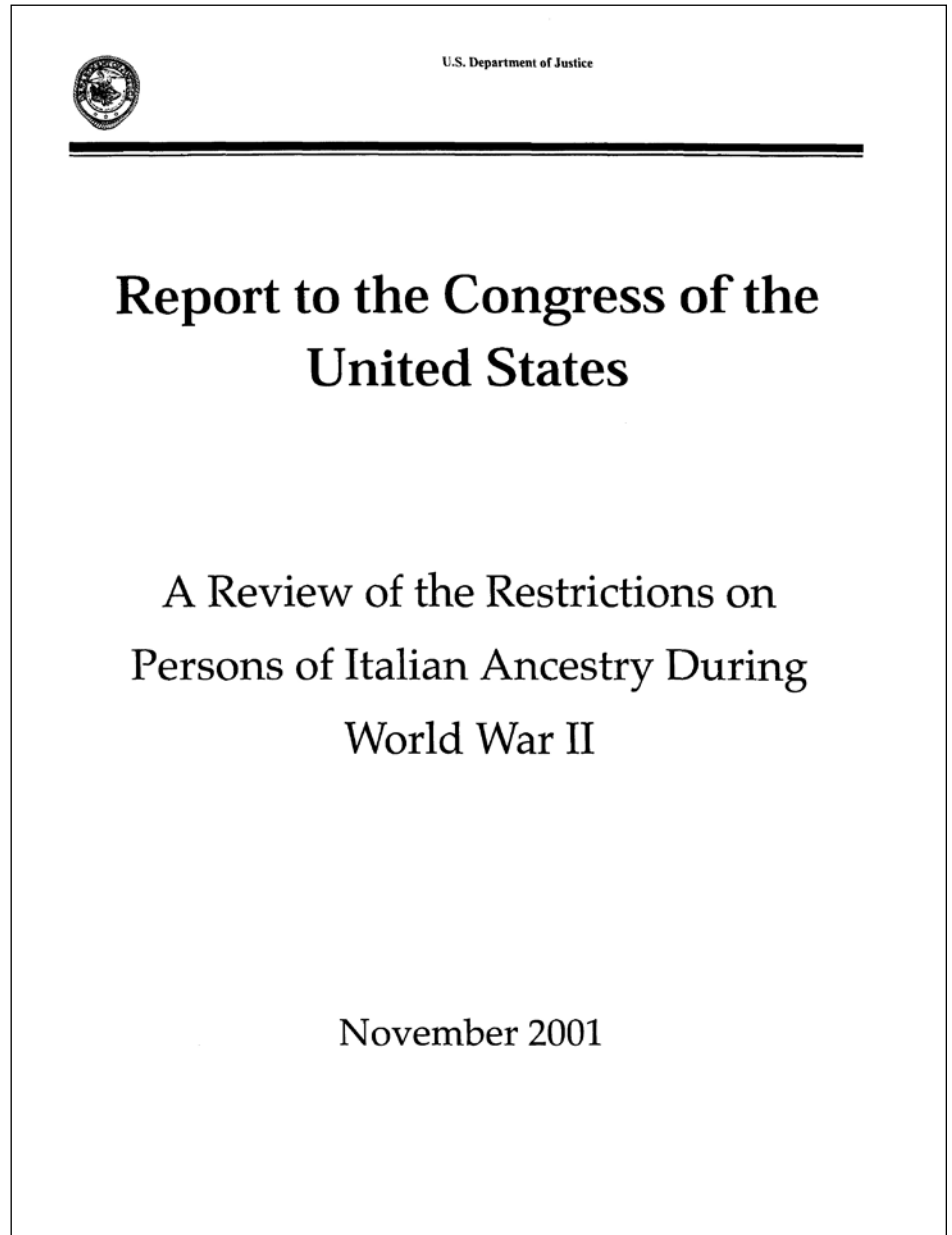 U.S. Department of Justice
Report to the Congress of the
United States
A Review of the Restrictions on
Persons of Italian Ancestry During
World War II
November 2001